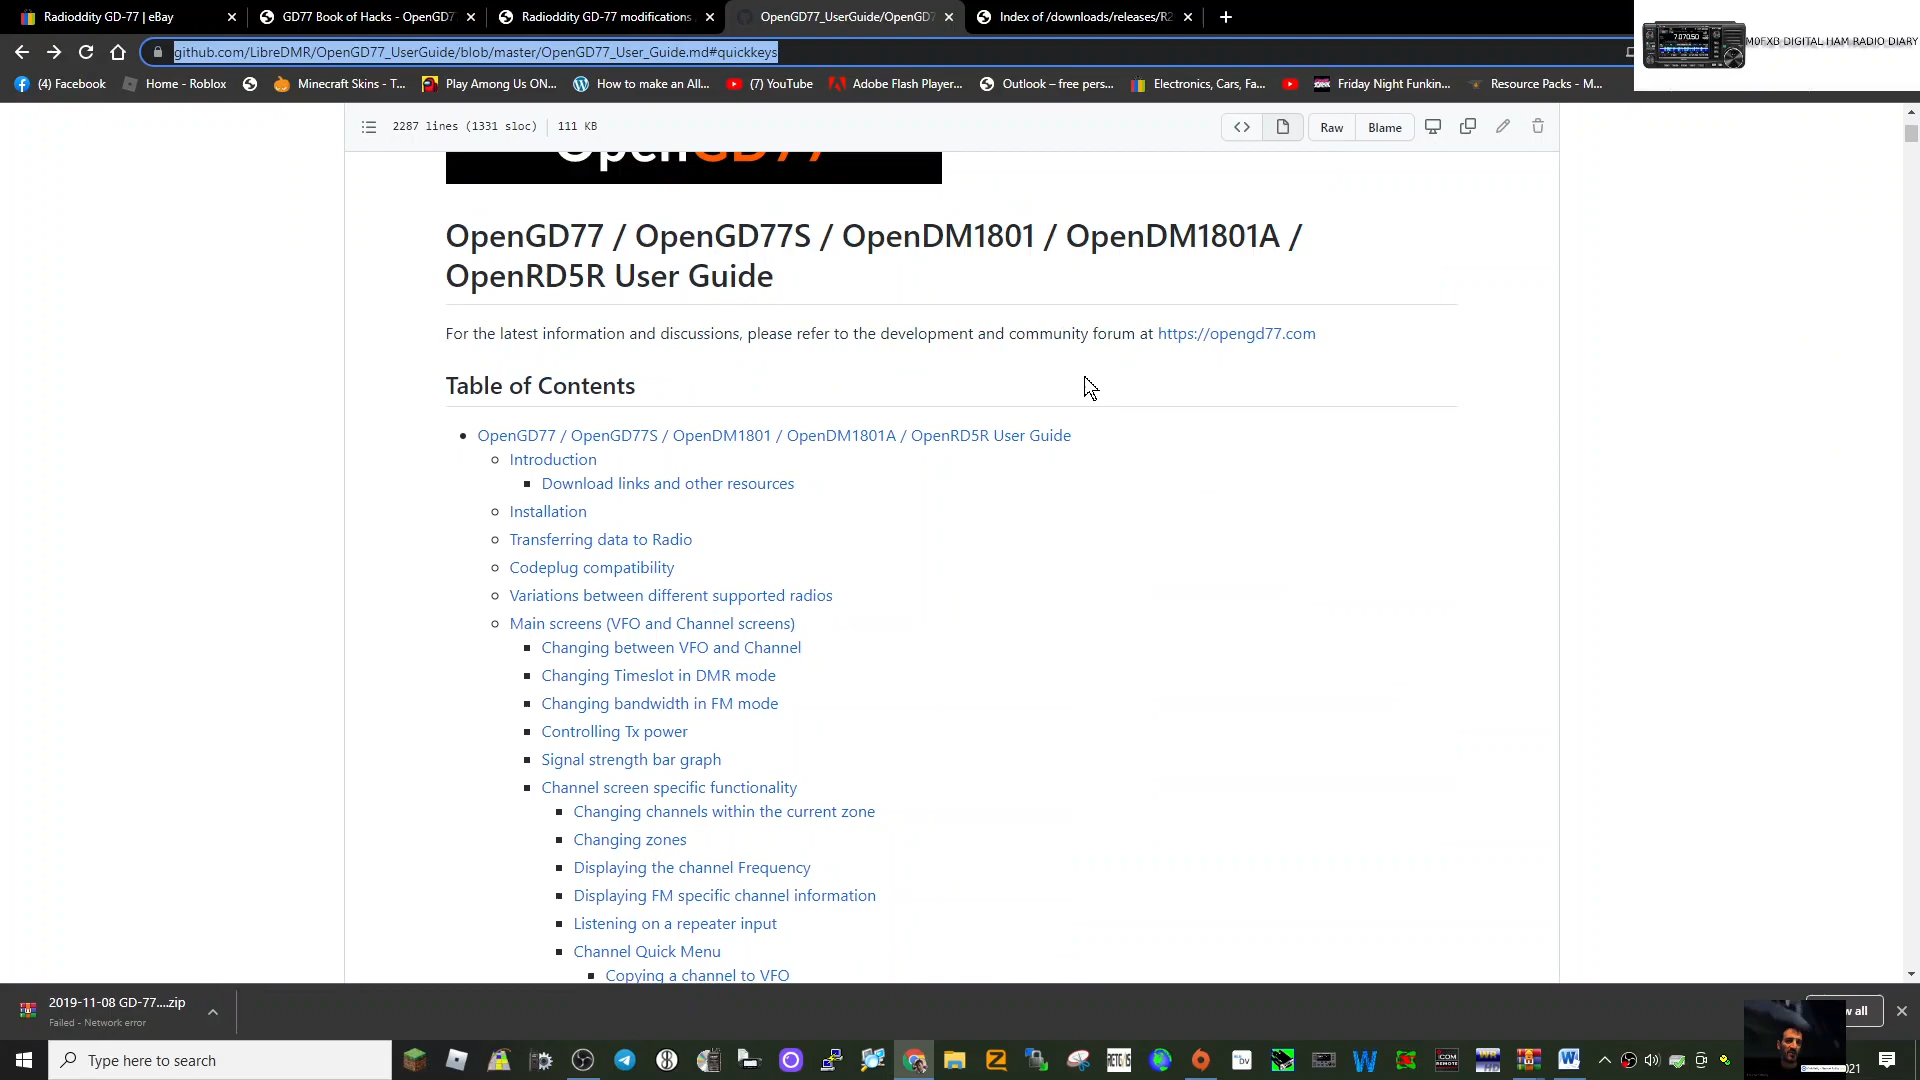 Radioddity GD-77 | eBay
GD77 Book of Hacks - OpenGD77
Radioddity GD-77 modifications
OpenGD77_UserGuide/OpenGD7
Index of /downloads/releases/R2
github.com/LibreDMR/OpenGD77_UserGuide/blob/master/OpenGD77_User_Guide.md#quickkeys
M0FXB DIGITAL HAM RADIO DIARY
(4) Facebook
Home - Roblox
Minecraft Skins - T...
Play Among Us ON...
How to make an All...
(7) YouTube
Adobe Flash Player...
Outlook – free pers...
Electronics, Cars, Fa...
Friday Night Funkin...
Resource Packs - M...
2287 lines (1331 sloc) 111 KB
Raw
Blame
OpenGD77
OpenGD77 / OpenGD77S / OpenDM1801 / OpenDM1801A /
OpenRD5R User Guide
For the latest information and discussions, please refer to the development and community forum at https://opengd77.com
Table of Contents
OpenGD77 / OpenGD77S / OpenDM1801 / OpenDM1801A / OpenRD5R User Guide
Introduction
Download links and other resources
Installation
Transferring data to Radio
Codeplug compatibility
Variations between different supported radios
Main screens (VFO and Channel screens)
Changing between VFO and Channel
Changing Timeslot in DMR mode
Changing bandwidth in FM mode
Controlling Tx power
Signal strength bar graph
Channel screen specific functionality
Changing channels within the current zone
Changing zones
Displaying the channel Frequency
Displaying FM specific channel information
Listening on a repeater input
Channel Quick Menu
Copying a channel to VFO
2019-11-08 GD-77....zip
Failed - Network error
w all
Type here to search
021